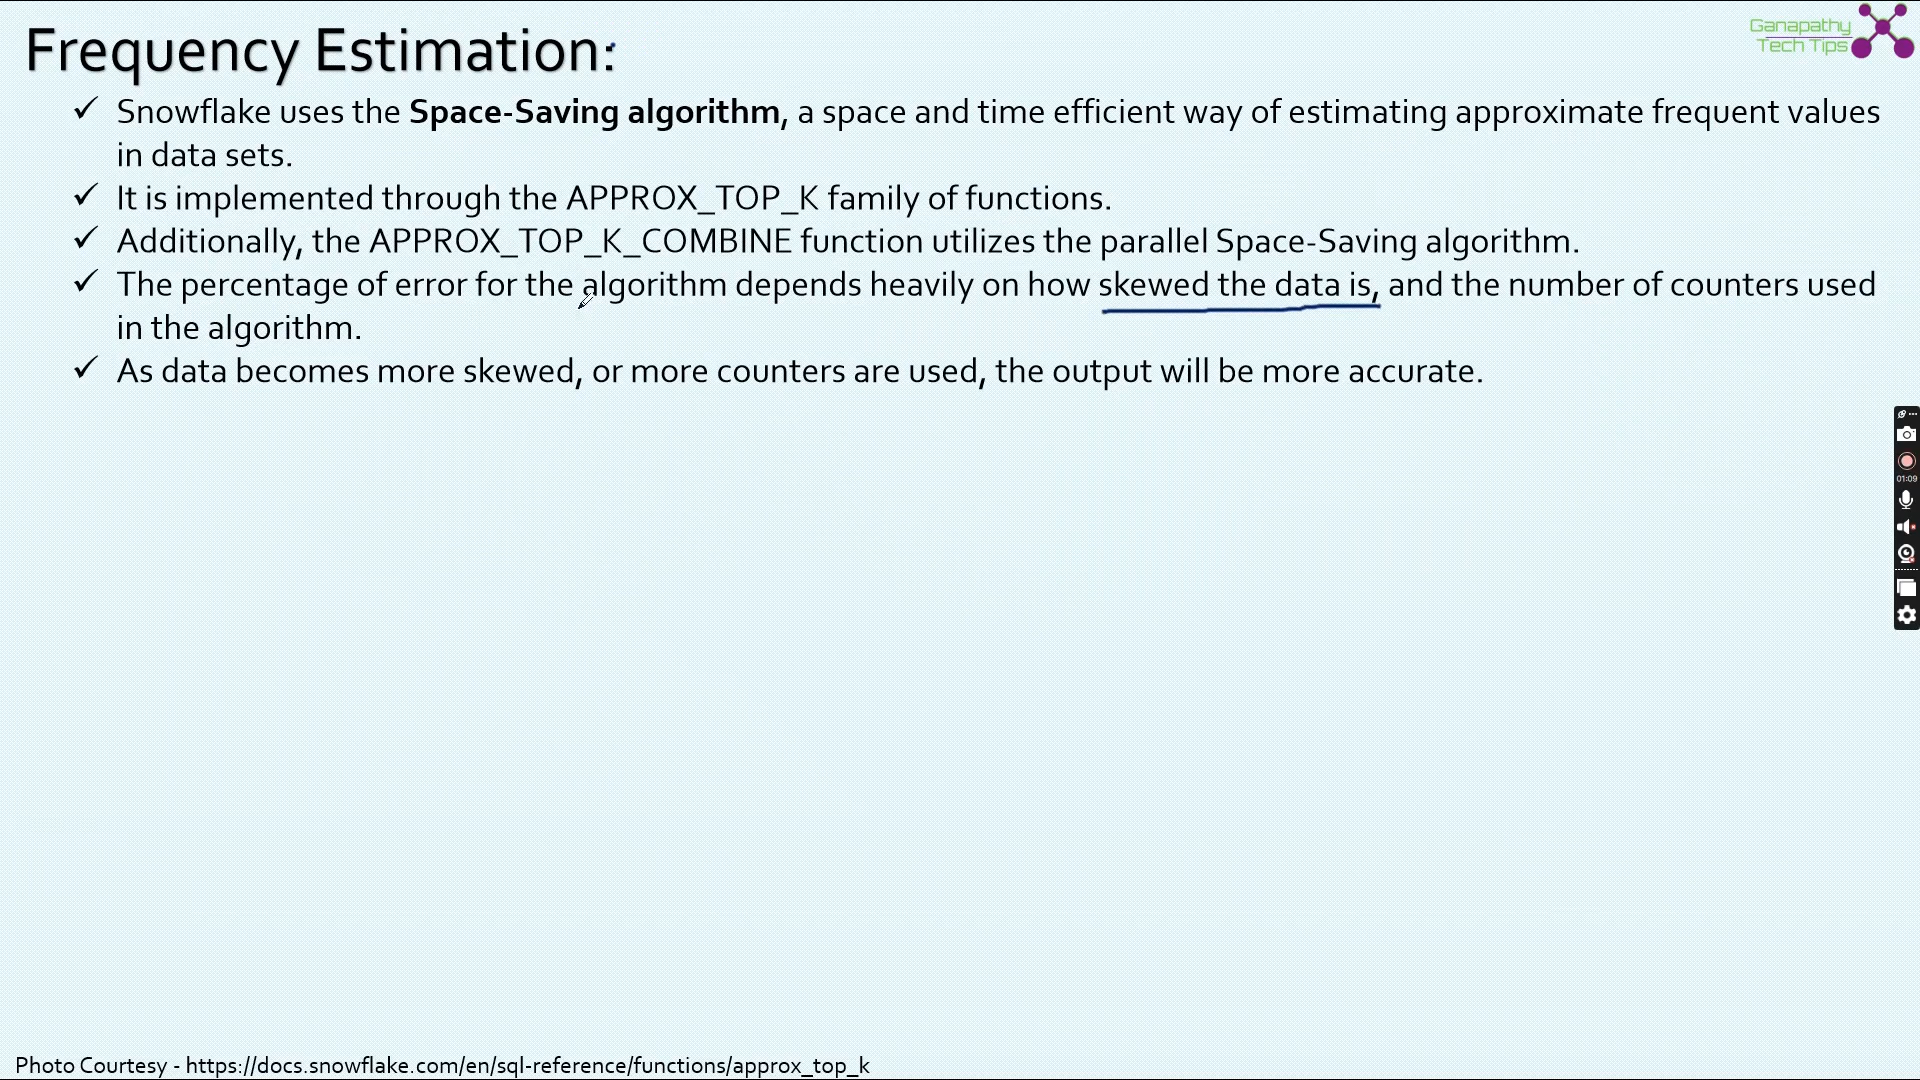 Frequency Estimation:
Ganapathy
Tech Tips
✓ Snowflake uses the Space-Saving algorithm, a space and time efficient way of estimating approximate frequent values
in data sets.
✓ It is implemented through the APPROX_TOP_K family of functions.
✓ Additionally, the APPROX_TOP_K_COMBINE function utilizes the parallel Space-Saving algorithm.
✓ The percentage of error for the algorithm depends heavily on how skewed the data is, and the number of counters used
in the algorithm.
✓ As data becomes more skewed, or more counters are used, the output will be more accurate.
01:09
Photo Courtesy - https://docs.snowflake.com/en/sql-reference/functions/approx_top_k